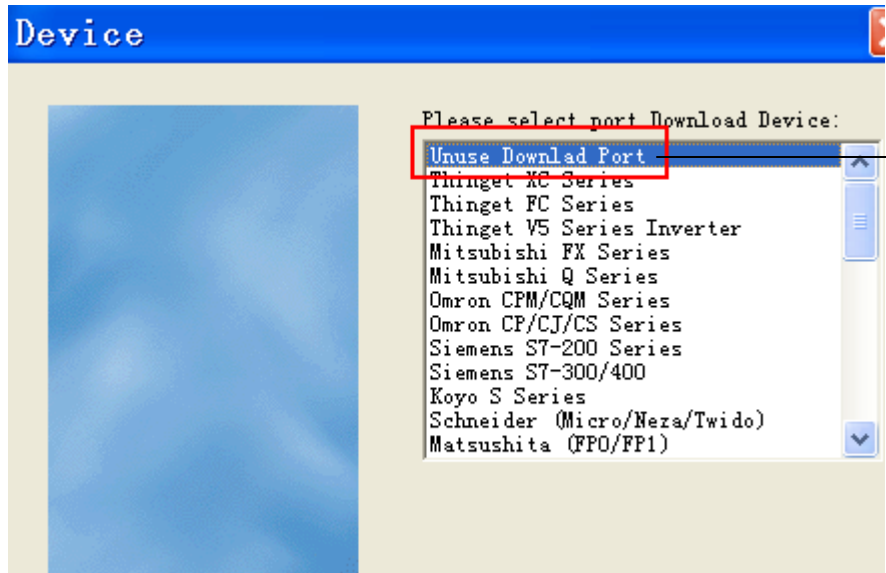 Device
Please select port Download Device:
Unuse Downlad Port
Thinget XC Series
Thinget FC Series
Thinget V5 Series Inverter
Mitsubishi FX Series
Mitsubishi Q Series
Omron CPM/CQM Series
Omron CP/CJ/CS Series
Siemens S7-200 Series
Siemens S7-300/400
Koyo S Series
Schneider (Micro/Neza/Twido)
Matsushita (FP0/FP1)